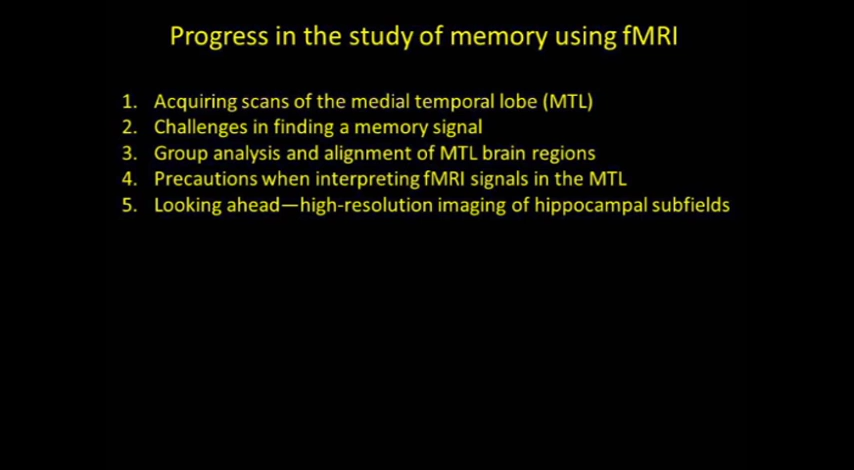 Progress in the study of memory using fMRI
1. Acquiring scans of the medial temporal lobe (MTL)
2. Challenges in finding a memory signal
3. Group analysis and alignment of MTL brain regions
4. Precautions when interpreting fMRI signals in the MTL
5. Looking ahead—high-resolution imaging of hippocampal subfields